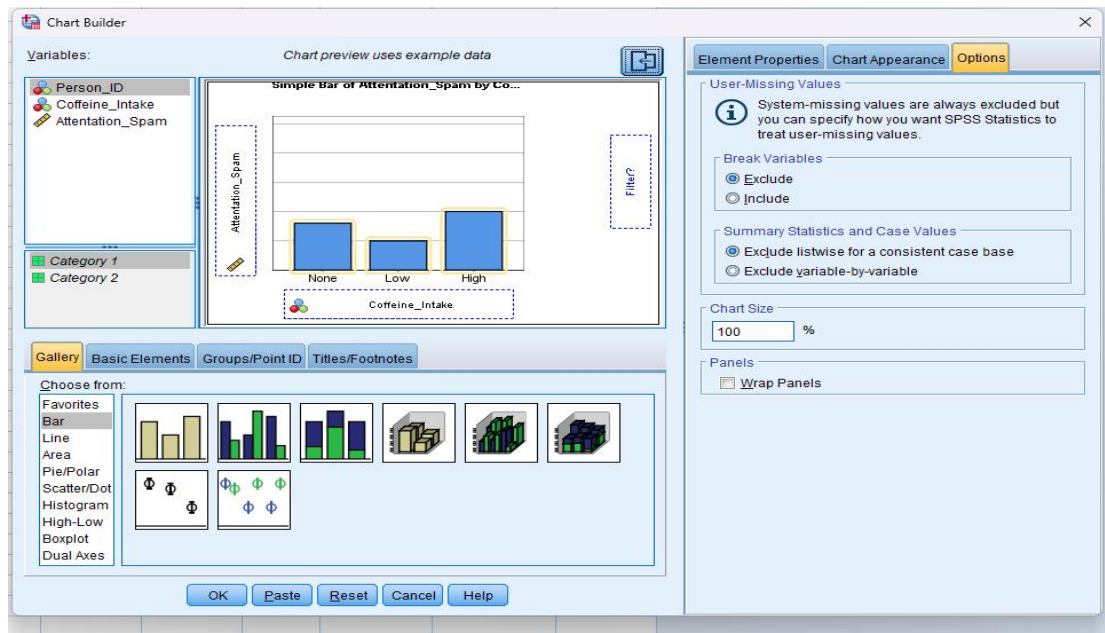 Chart Builder
Variables:
Chart preview uses example data
Person_ID
Coffeine_Intake
Attentation_Spam
Category 1
Category 2
Simple Bar of Attentation_Spam by Co...
Attentation_Spam
Filter?
None Low High
Coffeine_Intake
Gallery Basic Elements Groups/Point ID Titles/Footnotes
Choose from:
Favorites
Bar
Line
Area
Pie/Polar
Scatter/Dot
Histogram
High-Low
Boxplot
Dual Axes
OK Paste Reset Cancel Help
Element Properties Chart Appearance Options
User-Missing Values
System-missing values are always excluded but
you can specify how you want SPSS Statistics to
treat user-missing values.
Break Variables
Exclude
Include
Summary Statistics and Case Values
Exclude listwise for a consistent case base
Exclude variable-by-variable
Chart Size
100 %
Panels
Wrap Panels